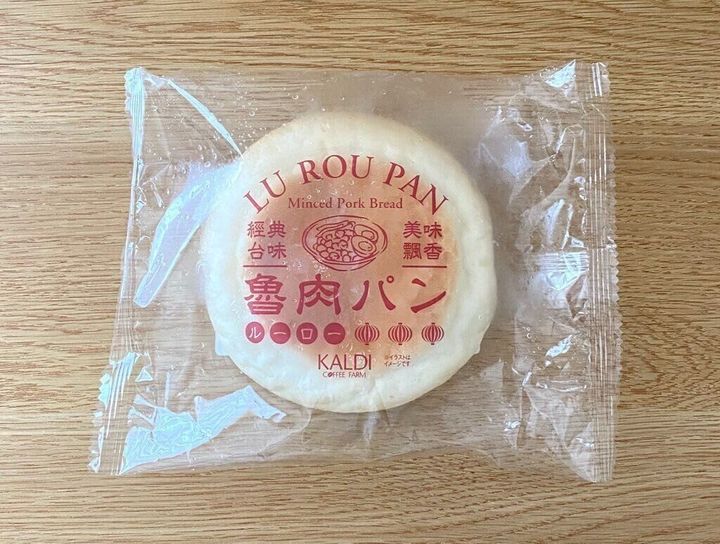 LU ROU PAN
Minced Pork Bread
經典
台味
美味
飄香
魯肉パン
ルーロー
KALDI
COFFEE FARM
※イラストは
イメージです